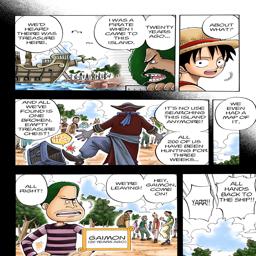 WE'D
HEARD
THERE WAS
TREASURE
HERE.
I WAS A
PIRATE
WHEN I
CAME TO
THIS
ISLAND.
TWENTY
YEARS
AGO...
ABOUT
WHAT?
AND ALL
WE'VE
FOUND IS
ONE
BROKEN,
EMPTY
TREASURE
CHEST!
IT'S NO USE
SEARCHING
THIS ISLAND
ANYMORE!
ALL
200 OF US
HAVE BEEN
HUNTING FOR
THREE
WEEKS...
WE
EVEN
HAD A
MAP OF
IT.
ALL
RIGHT!
WE'RE
LEAVING!
HEY,
GAIMON,
COME
ON!
GAIMON
(20 YEARS AGO)
YARR!!
ALL
HANDS
BACK
TO THE
SHIP!!